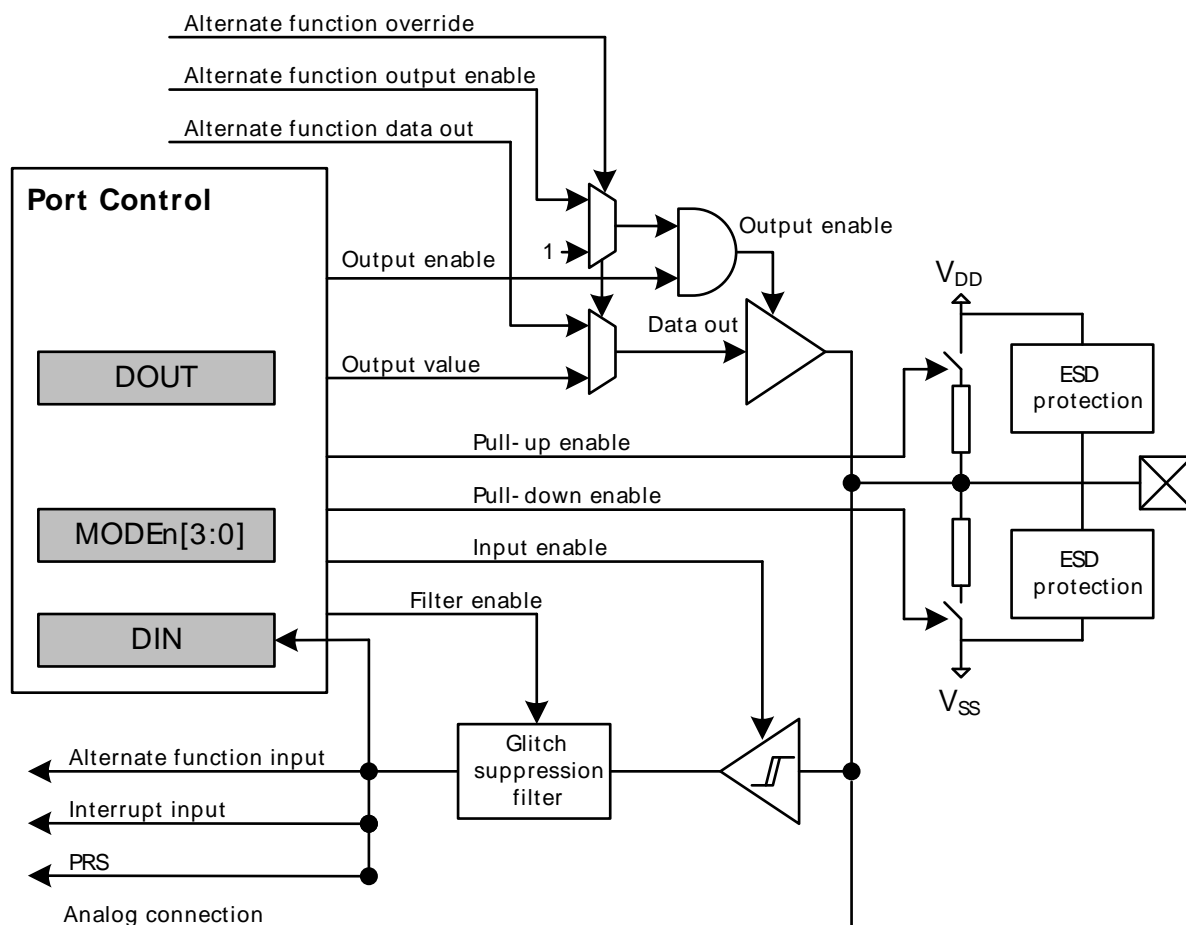 Alternate function override
Alternate function output enable
Alternate function data out
Port Control
Output enable
1
Output enable
VDD
Data out
Output value
DOUT
ESD
protection
Pull-up enable
Pull-down enable
MODEn[3:0]
Input enable
ESD
protection
Filter enable
DIN
VSS
Glitch
suppression
filter
Alternate function input
Interrupt input
PRS
Analog connection